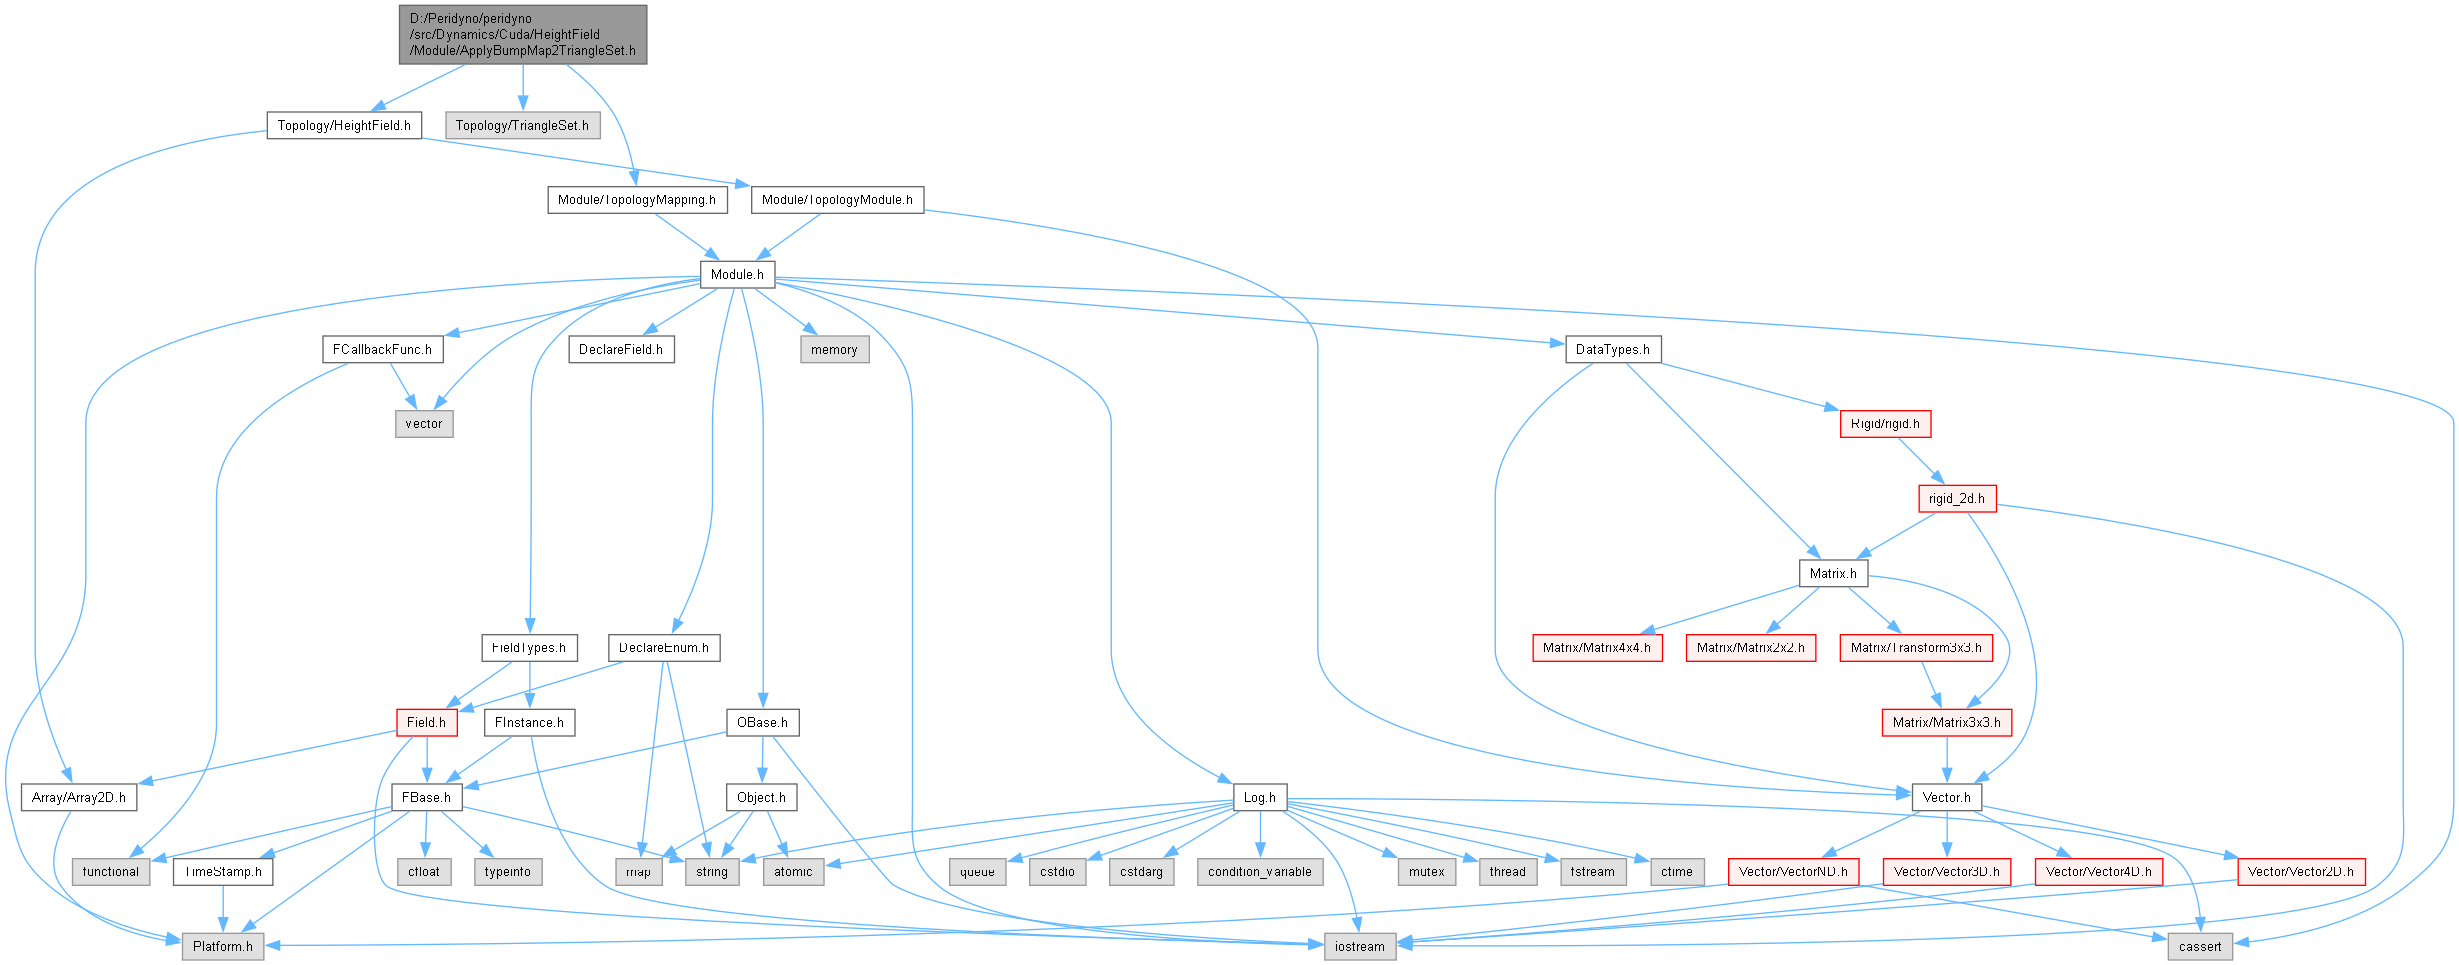 D:/Peridyno/peridyno
/src/Dynamics/Cuda/HeightField
/Module/ApplyBumpMap2TriangleSet.h
Topology/HeightField.h
Topology/TriangleSet.h
Module/TopologyMapping.h
Module/TopologyModule.h
Module.h
FCallbackFunc.h
DeclareField.h
memory
DataTypes.h
vector
Rigid/rigid.h
rigid_2d.h
Matrix.h
FieldTypes.h
DeclareEnum.h
Matrix/Matrix4x4.h
Matrix/Matrix2x2.h
Matrix/Transform3x3.h
Field.h
FInstance.h
OBase.h
Matrix/Matrix3x3.h
Array/Array2D.h
FBase.h
Object.h
Log.h
Vector.h
functional
TimeStamp.h
cfloat
typeinfo
map
string
atomic
queue
cstdio
cstdarg
condition_variable
mutex
thread
fstream
ctime
Vector/VectorND.h
Vector/Vector3D.h
Vector/Vector4D.h
Vector/Vector2D.h
Platform.h
iostream
cassert